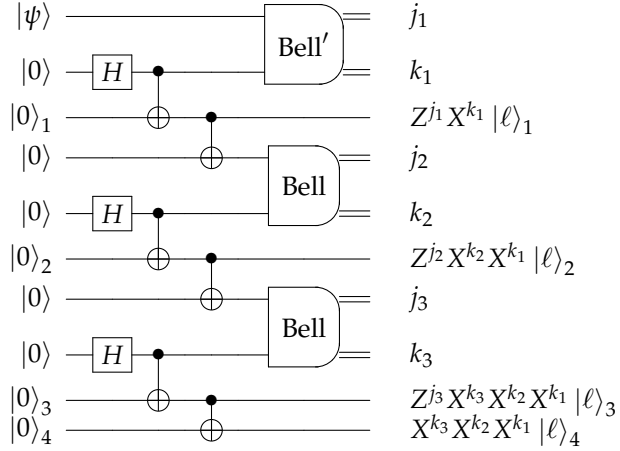 |ψ⟩ Bell′ j₁
|0⟩ H k₁
|0⟩₁ Z^{j₁} X^{k₁} |ℓ⟩₁
|0⟩ Bell j₂
|0⟩ H k₂
|0⟩₂ Z^{j₂} X^{k₂} X^{k₁} |ℓ⟩₂
|0⟩ Bell j₃
|0⟩ H k₃
|0⟩₃ Z^{j₃} X^{k₃} X^{k₂} X^{k₁} |ℓ⟩₃
|0⟩₄ X^{k₃} X^{k₂} X^{k₁} |ℓ⟩₄